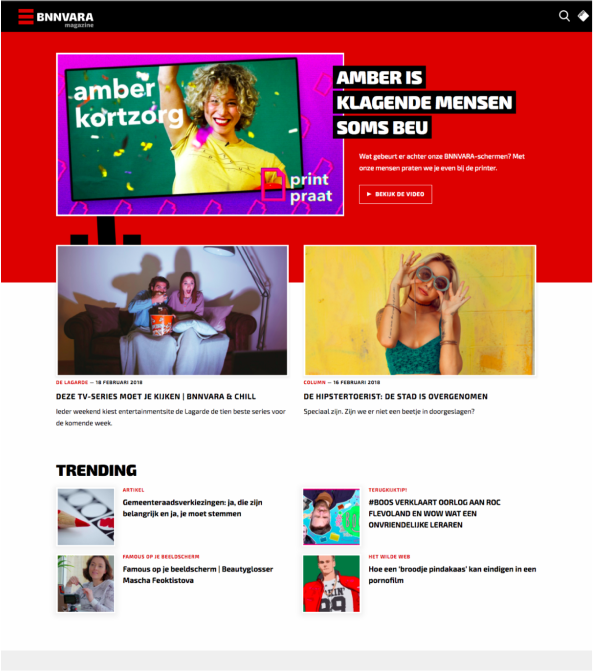 BNNVARA
magazine
amber
kortzorg
print
praat
AMBER IS
KLAGENDE MENSEN
SOMS BEU
Wat gebeurt er achter onze BNNVARA-schermen? Met
onze mensen praten we je even bij de printer.
BEKIJK DE VIDEO
DE LAGARDE — 18 FEBRUARI 2018
DEZE TV-SERIES MOET JE KIJKEN | BNNVARA & CHILL
Ieder weekend kiest entertainmentsite de Lagarde de tien beste series voor
de komende week.
COLUMN — 16 FEBRUARI 2018
DE HIPSTERTOERIST: DE STAD IS OVERGENOMEN
Speciaal zijn. Zijn we er niet een beetje in doorgeslagen?
TRENDING
ARTIKEL
Gemeenteraadsverkiezingen: ja, die zijn
belangrijk en ja, je moet stemmen
TERUGKIJKTIP!
#BOOS VERKLAART OORLOG AAN ROC
FLEVOLAND EN WOW WAT EEN
ONVRIENDELIJKE LERAREN
FAMOUS OP JE BEELDSCHERM
Famous op je beeldscherm | Beautyglosser
Mascha Feoktistova
HET WILDE WEB
Hoe een 'broodje pindakaas' kan eindigen in een
pornofilm